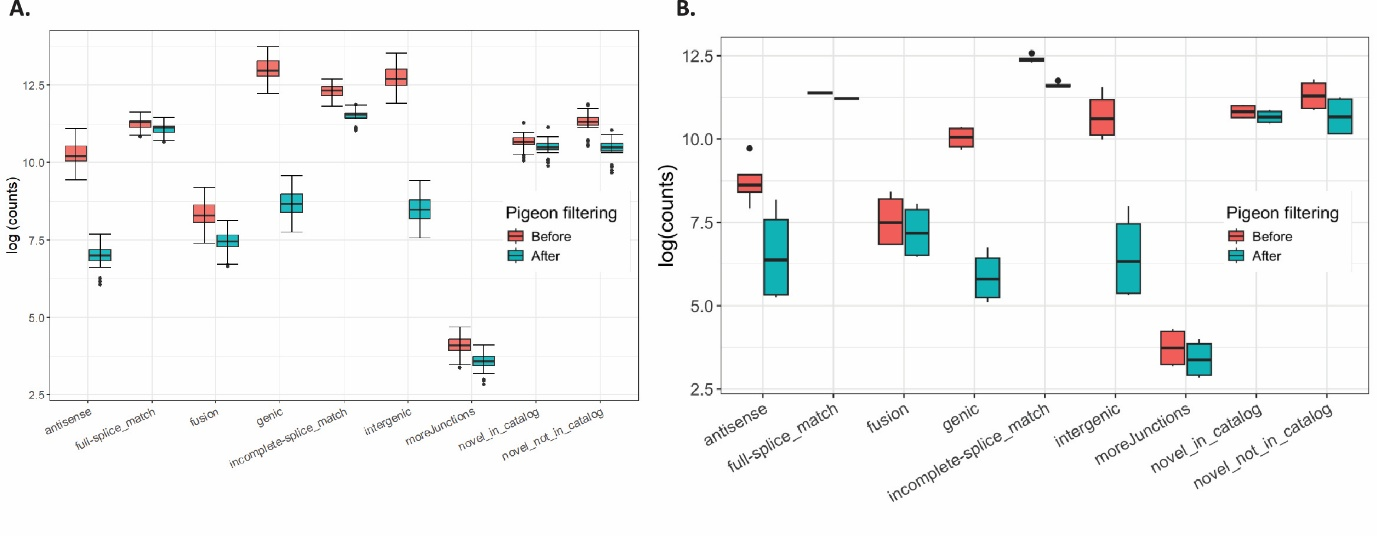 A.
12.5
10.0
7.5
5.0
2.5
log (counts)
Pigeon filtering
Before
After
antisense
full-splice_match
fusion
genic
incomplete-splice_match
intergenic
moreJunctions
novel_in_catalog
novel_not_in_catalog
B.
12.5
10.0
7.5
5.0
2.5
log(counts)
Pigeon filtering
Before
After
antisense
full-splice_match
fusion
genic
incomplete-splice_match
intergenic
moreJunctions
novel_in_catalog
novel_not_in_catalog